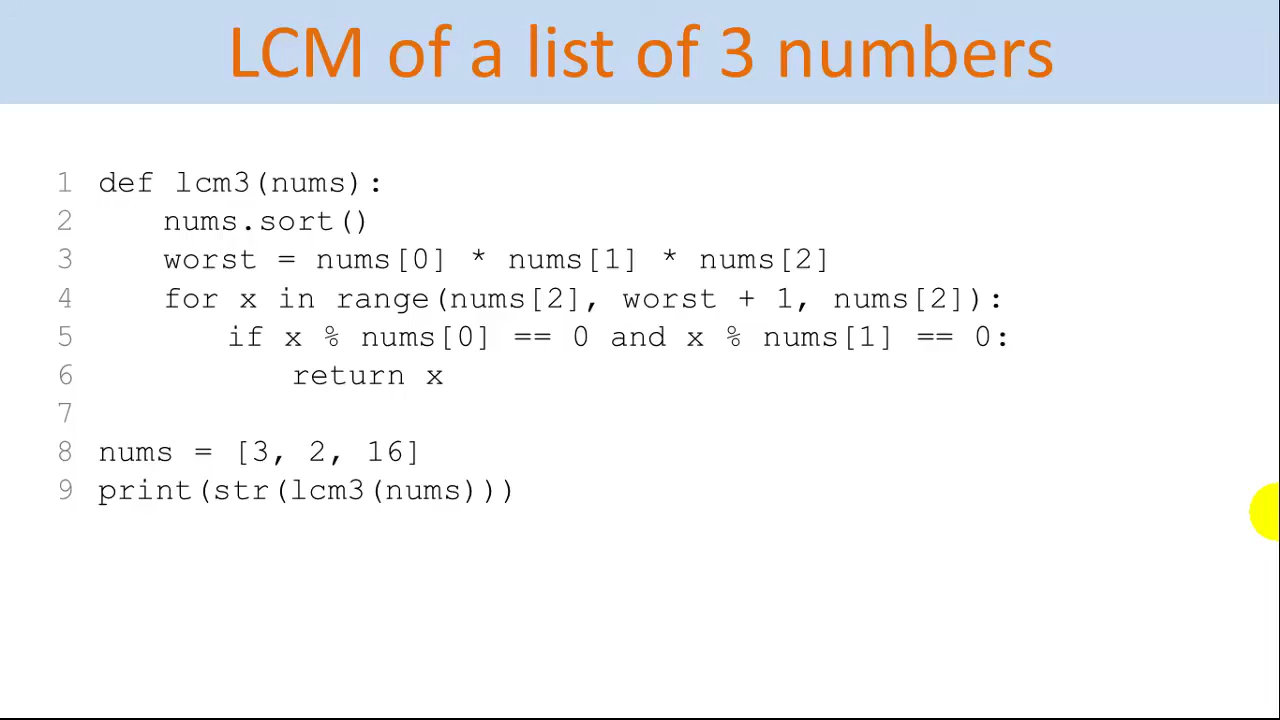 LCM of a list of 3 numbers
1 def lcm3(nums):
2     nums.sort()
3     worst = nums[0] * nums[1] * nums[2]
4     for x in range(nums[2], worst + 1, nums[2]):
5         if x % nums[0] == 0 and x % nums[1] == 0:
6             return x
7
8 nums = [3, 2, 16]
9 print(str(lcm3(nums)))